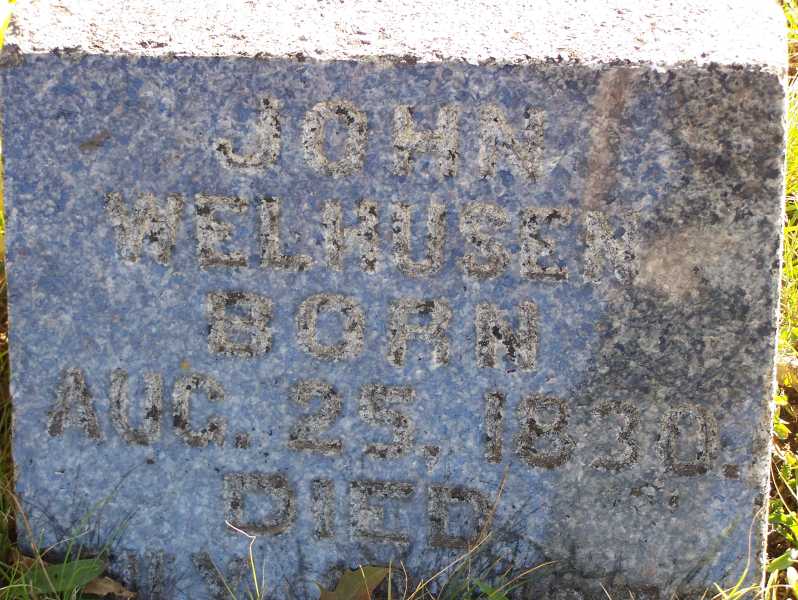 JOHN
WELHUSEN
BORN
AUG. 25, 1830.
DIED